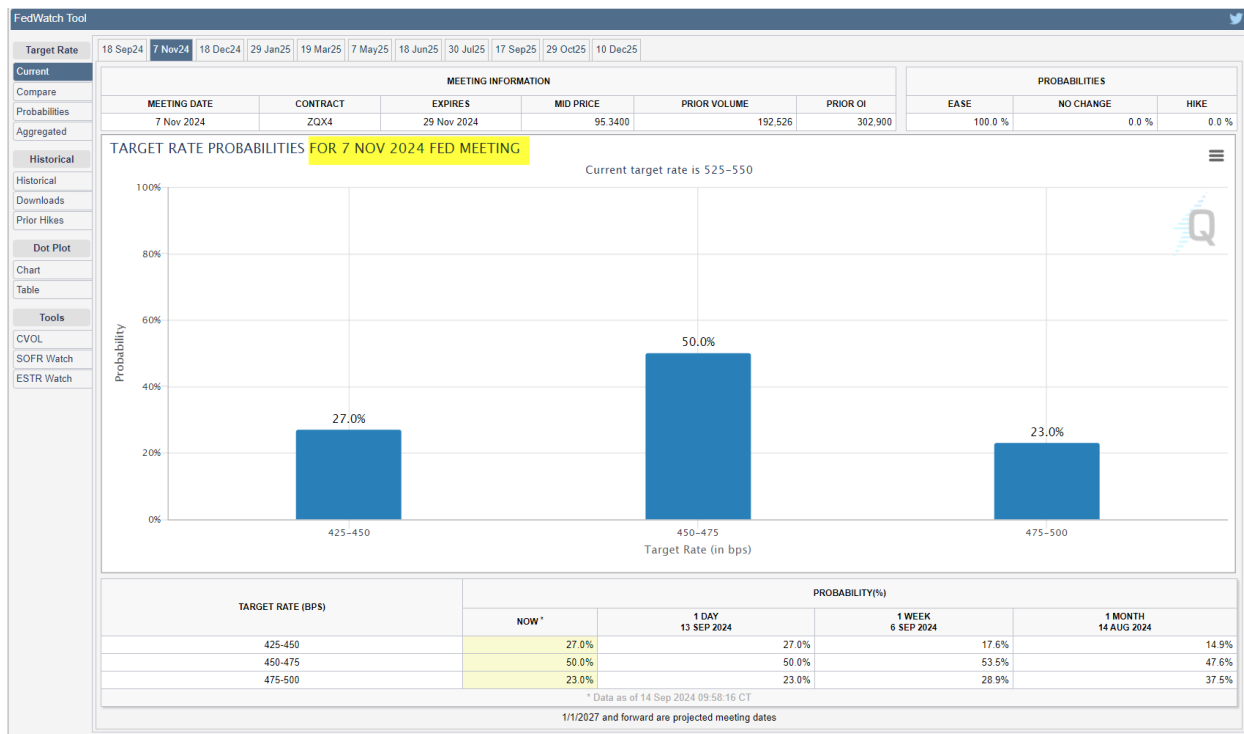 FedWatch Tool
Target Rate
Current
Compare
Probabilities
Aggregated
Historical
Historical
Downloads
Prior Hikes
Dot Plot
Chart
Table
Tools
CVOL
SOFR Watch
ESTR Watch
18 Sep24 7 Nov24 18 Dec24 29 Jan25 19 Mar25 7 May25 18 Jun25 30 Jul25 17 Sep25 29 Oct25 10 Dec25
MEETING INFORMATION
MEETING DATE CONTRACT EXPIRES MID PRICE PRIOR VOLUME PRIOR OI
7 Nov 2024 ZQX4 29 Nov 2024 95.3400 192,526 302,900
PROBABILITIES
EASE NO CHANGE HIKE
100.0 % 0.0 % 0.0 %
TARGET RATE PROBABILITIES FOR 7 NOV 2024 FED MEETING
Current target rate is 525–550
Q
Probability
100%
80%
60%
40%
20%
0%
27.0%
50.0%
23.0%
425–450 450–475 475–500
Target Rate (in bps)
TARGET RATE (BPS) PROBABILITY(%)
NOW * 1 DAY 1 WEEK 1 MONTH
13 SEP 2024 6 SEP 2024 14 AUG 2024
425-450 27.0% 27.0% 17.6% 14.9%
450-475 50.0% 50.0% 53.5% 47.6%
475-500 23.0% 23.0% 28.9% 37.5%
* Data as of 14 Sep 2024 09:58:16 CT
1/1/2027 and forward are projected meeting dates